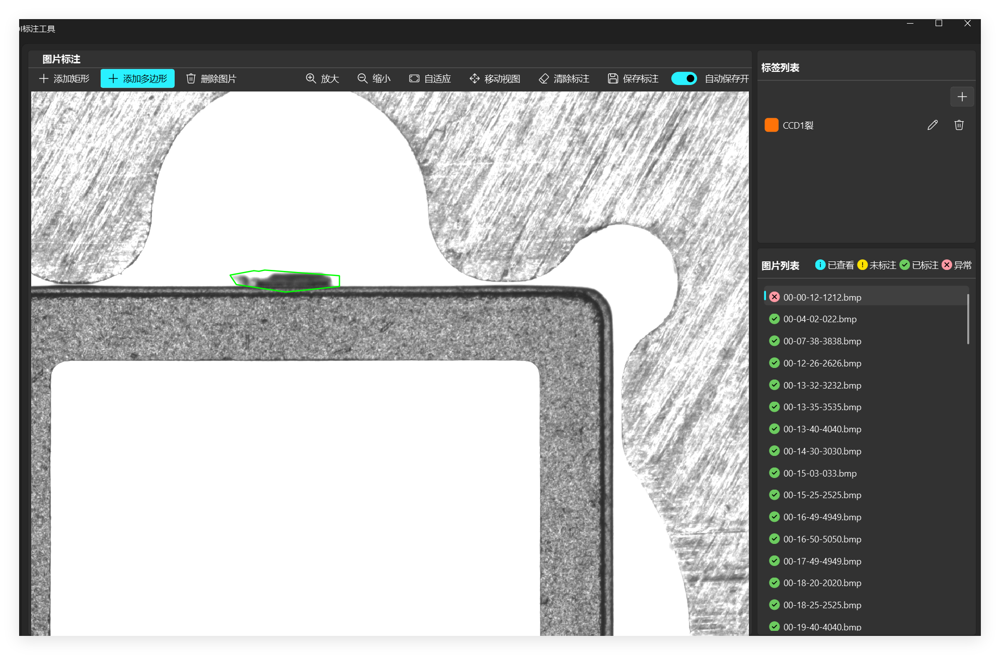 标注工具
图片标注
添加矩形 添加多边形 删除图片 放大 缩小 自适应 移动视图 清除标注 保存标注 自动保存开
标签列表
CCD1裂
图片列表 已查看 未标注 已标注 异常
00-00-12-1212.bmp
00-04-02-022.bmp
00-07-38-3838.bmp
00-12-26-2626.bmp
00-13-32-3232.bmp
00-13-35-3535.bmp
00-13-40-4040.bmp
00-14-30-3030.bmp
00-15-03-033.bmp
00-15-25-2525.bmp
00-16-49-4949.bmp
00-16-50-5050.bmp
00-17-49-4949.bmp
00-18-20-2020.bmp
00-18-25-2525.bmp
00-19-40-4040.bmp